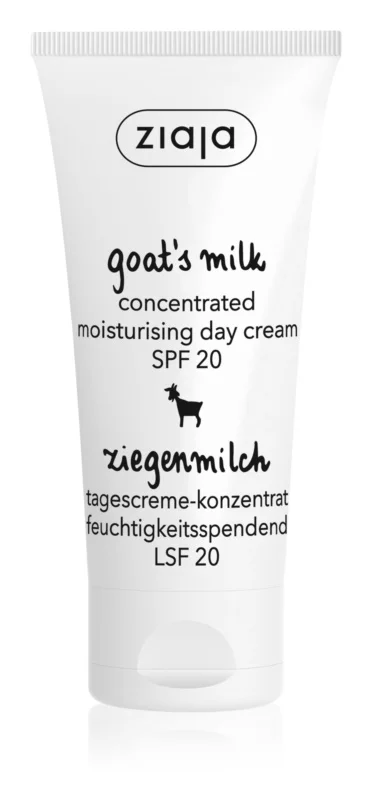 ziaja
goat's milk
concentrated
moisturising day cream
SPF 20
ziegenmilch
tagescreme-konzentrat
feuchtigkeitsspendend
LSF 20